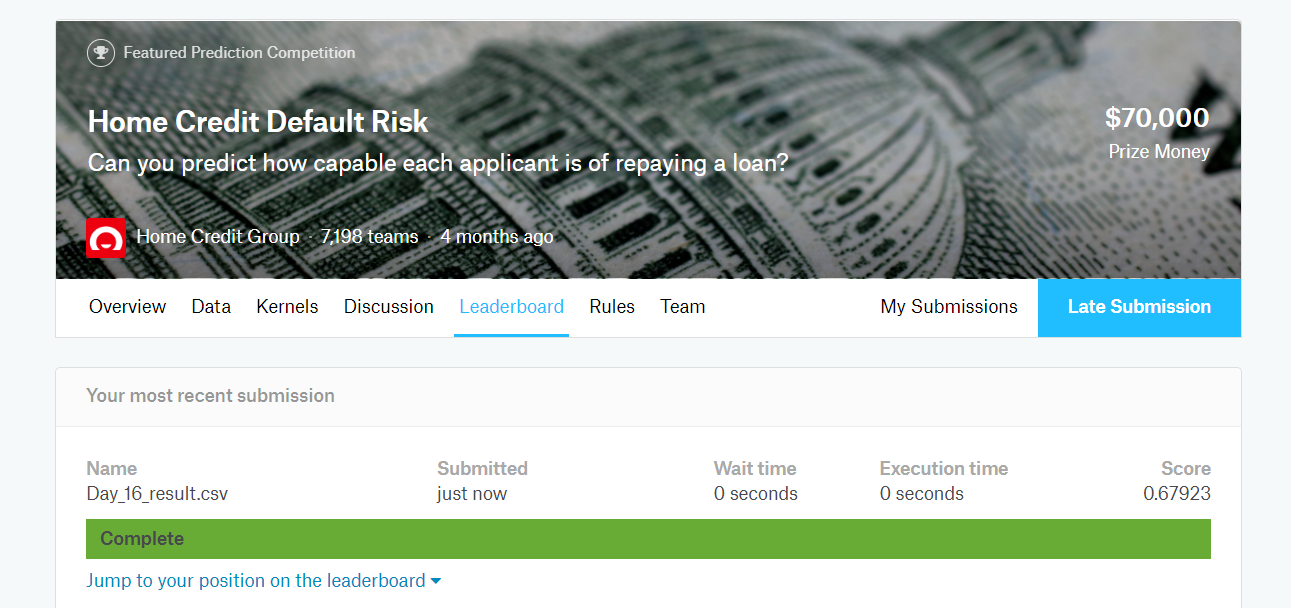 Featured Prediction Competition
Home Credit Default Risk
$70,000
Can you predict how capable each applicant is of repaying a loan?
Prize Money
Home Credit Group · 7,198 teams · 4 months ago
Overview Data Kernels Discussion Leaderboard Rules Team My Submissions Late Submission
Your most recent submission
Name Submitted Wait time Execution time Score
Day_16_result.csv just now 0 seconds 0 seconds 0.67923
Complete
Jump to your position on the leaderboard